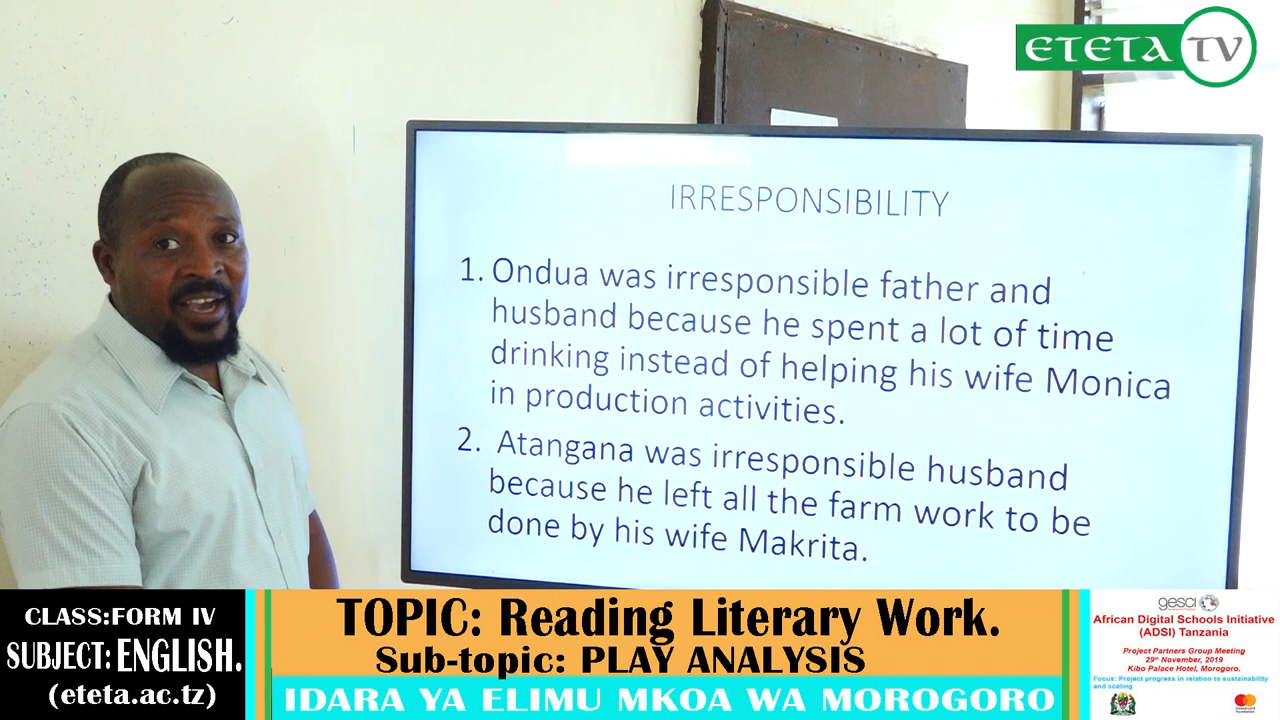 ETETA TV
IRRESPONSIBILITY
1. Ondua was irresponsible father and
husband because he spent a lot of time
drinking instead of helping his wife Monica
in production activities.
2. Atangana was irresponsible husband
because he left all the farm work to be
done by his wife Makrita.
CLASS:FORM IV
SUBJECT: ENGLISH.
(eteta.ac.tz)
TOPIC: Reading Literary Work.
Sub-topic: PLAY ANALYSIS
IDARA YA ELIMU MKOA WA MOROGORO
gesci
African Digital Schools Initiative
(ADSI) Tanzania
Project Partners Group Meeting
29th November, 2019
Kibo Palace Hotel, Morogoro.
Focus: Project progress in relation to sustainability
and scaling